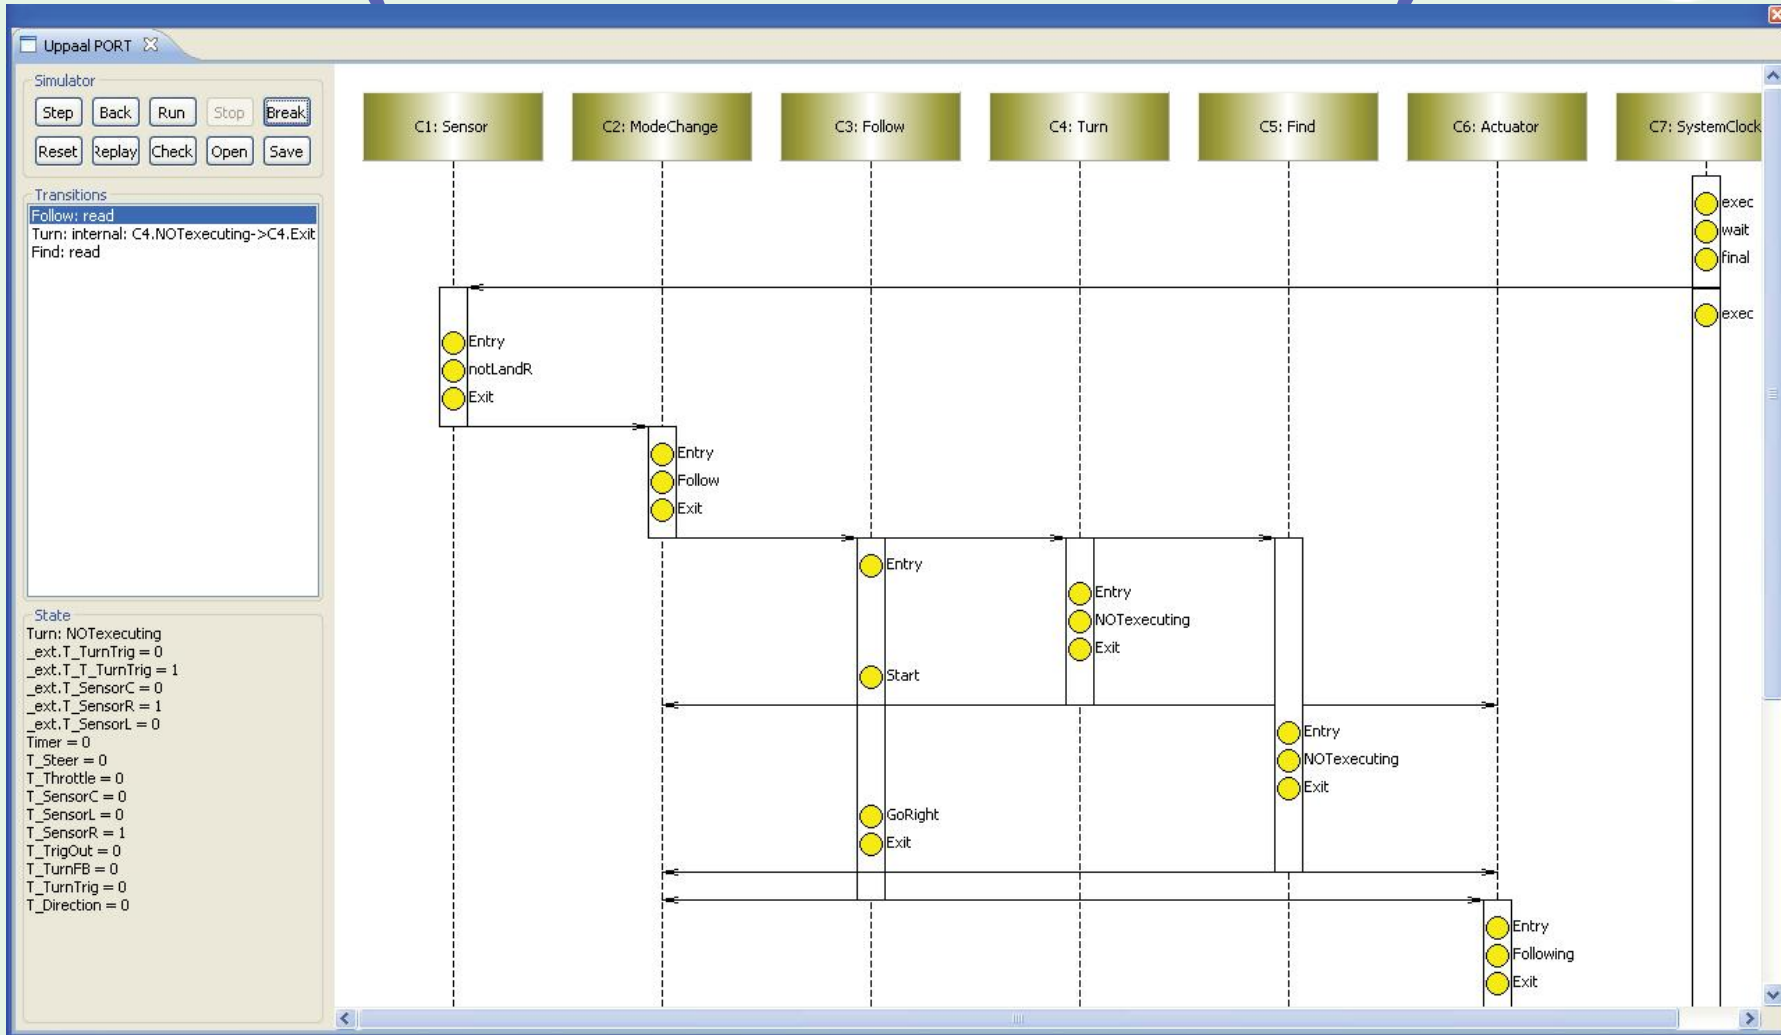 Uppaal PORT
Simulator
Step Back Run Stop Break
Reset Replay Check Open Save
Transitions
Follow: read
Turn: internal: C4.NOTexecuting->C4.Exit
Find: read
State
Turn: NOTexecuting
_ext.T_TurnTrig = 0
_ext.T_T_TurnTrig = 1
_ext.T_SensorC = 0
_ext.T_SensorR = 1
_ext.T_SensorL = 0
Timer = 0
T_Steer = 0
T_Throttle = 0
T_SensorC = 0
T_SensorL = 0
T_SensorR = 1
T_TrigOut = 0
T_TurnFB = 0
T_TurnTrig = 0
T_Direction = 0
C1: Sensor C2: ModeChange C3: Follow C4: Turn C5: Find C6: Actuator C7: SystemClock
exec
wait
final
exec
Entry
notLandR
Exit
Entry
Follow
Exit
Entry
Entry
NOTexecuting
Exit
Start
Entry
NOTexecuting
Exit
GoRight
Exit
Entry
Following
Exit